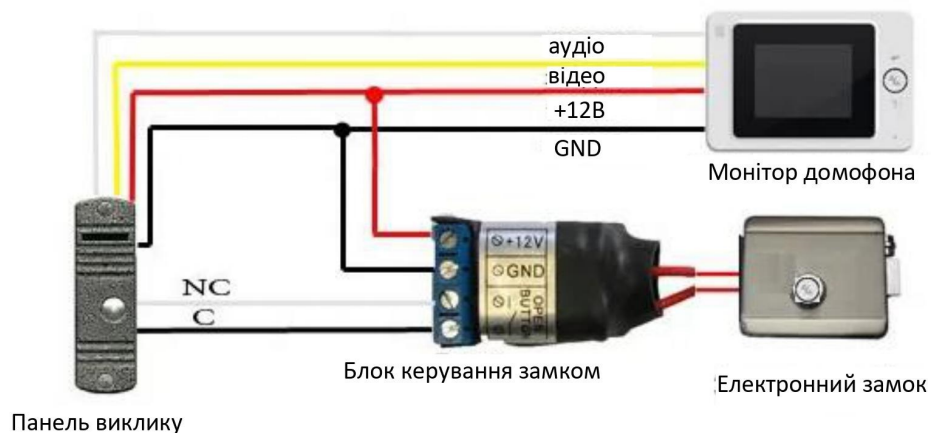 аудіо
відео
+12В
GND
Монітор домофона
+12V
GND
OPEN
BUTTON
NC
C
Блок керування замком
Електронний замок
Панель виклику